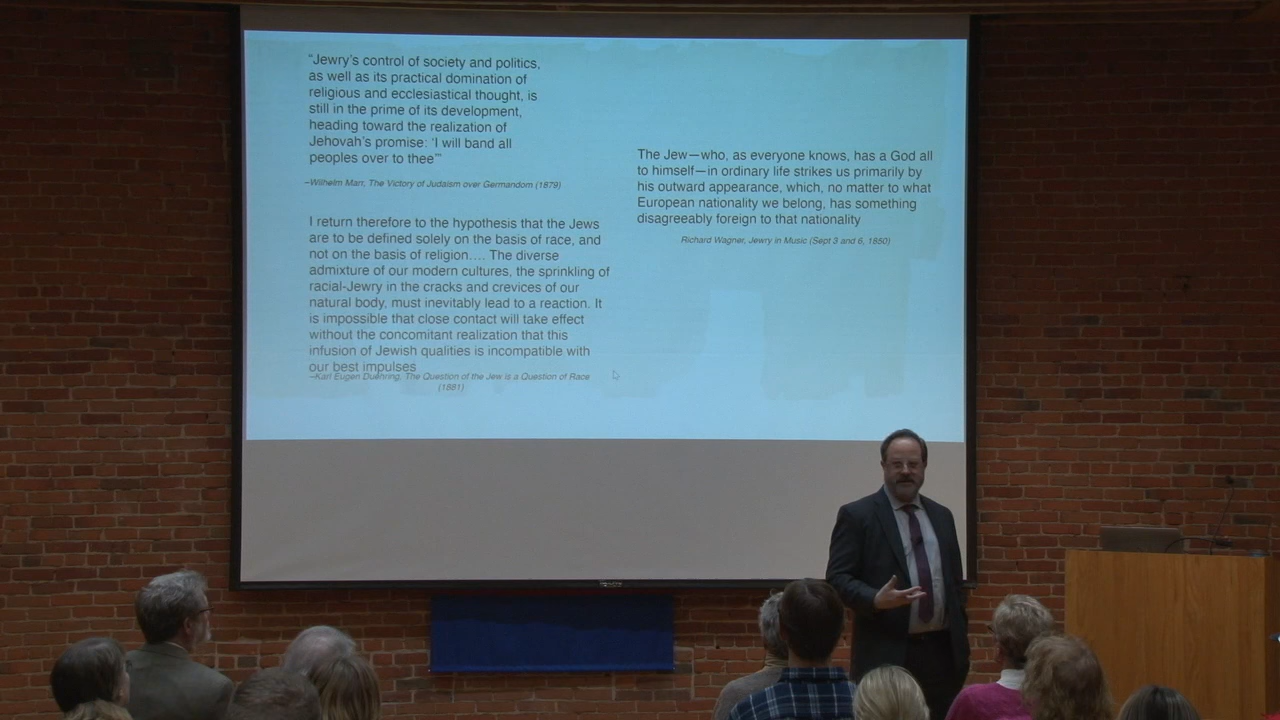 “Jewry’s control of society and politics,
as well as its practical domination of
religious and ecclesiastical thought, is
still in the prime of its development,
heading toward the realization of
Jehovah’s promise: ‘I will band all
peoples over to thee’”
–Wilhelm Marr, The Victory of Judaism over Germandom (1879)
I return therefore to the hypothesis that the Jews
are to be defined solely on the basis of race, and
not on the basis of religion…. The diverse
admixture of our modern cultures, the sprinkling of
racial-Jewry in the cracks and crevices of our
natural body, must inevitably lead to a reaction. It
is impossible that close contact will take effect
without the concomitant realization that this
infusion of Jewish qualities is incompatible with
our best impulses
–Karl Eugen Duehring, The Question of the Jew is a Question of Race
(1881)
The Jew—who, as everyone knows, has a God all
to himself—in ordinary life strikes us primarily by
his outward appearance, which, no matter to what
European nationality we belong, has something
disagreeably foreign to that nationality
Richard Wagner, Jewry in Music (Sept 3 and 6, 1850)